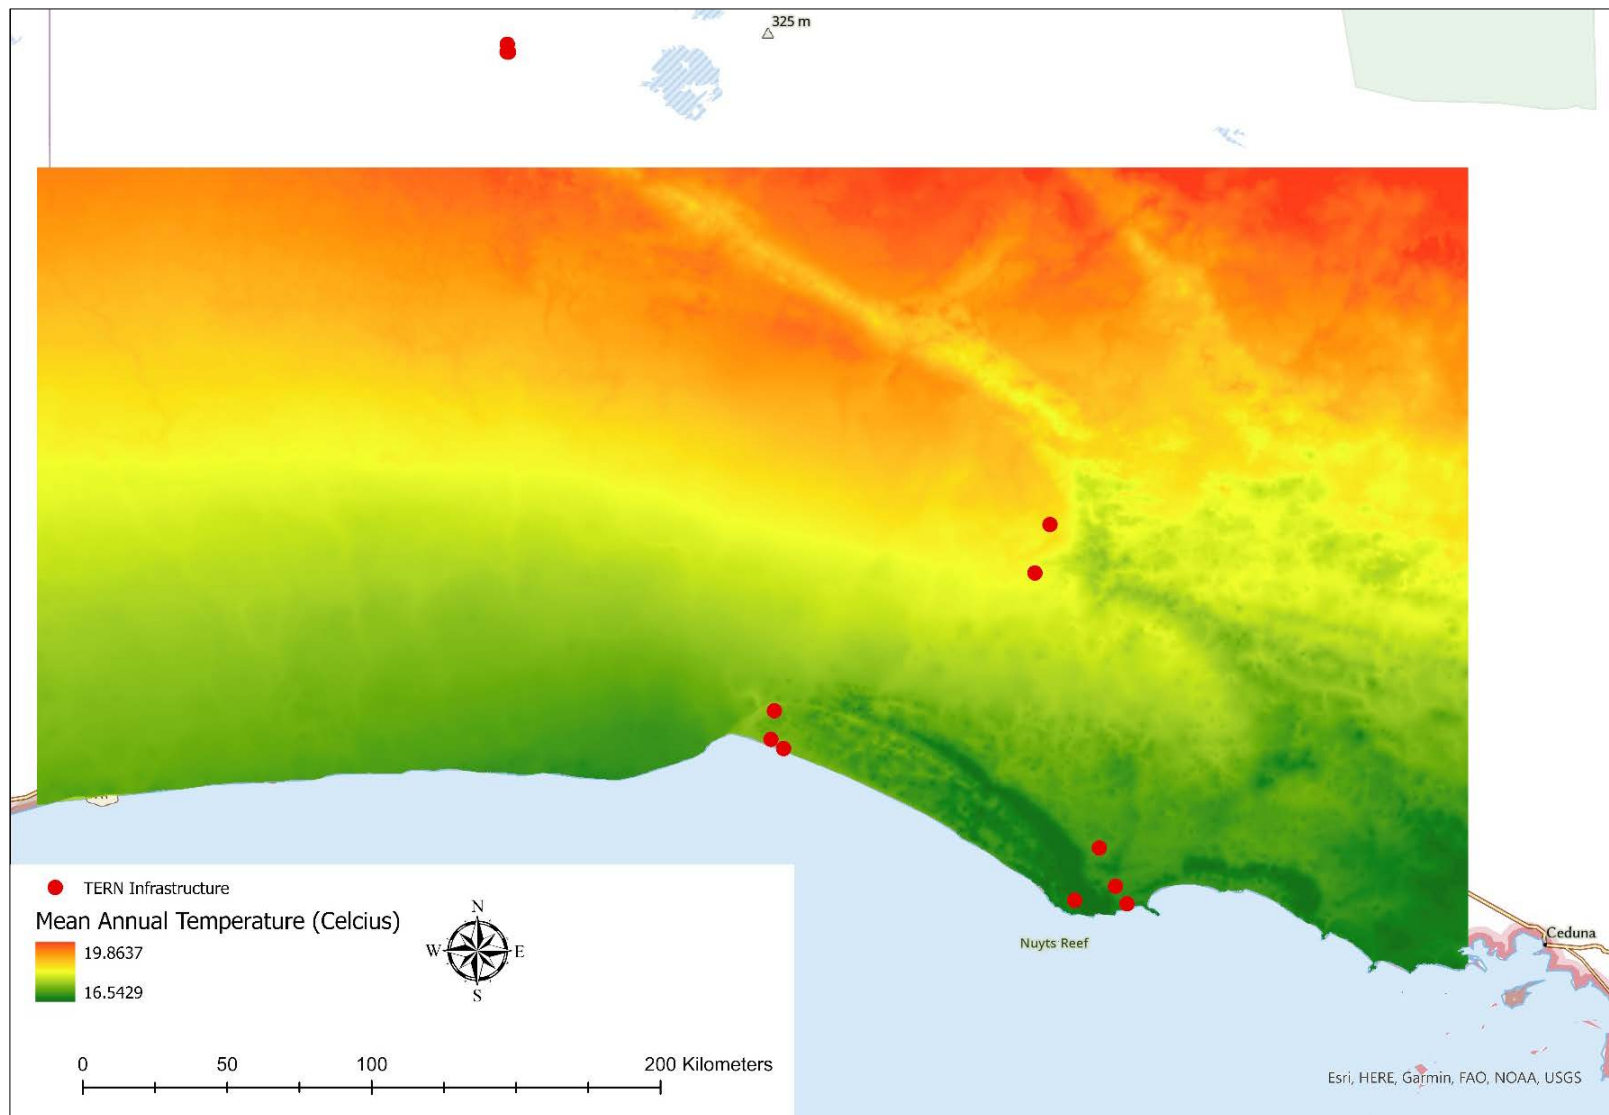 325 m
Nuyts Reef
Ceduna
TERN Infrastructure
Mean Annual Temperature (Celcius)
19.8637
16.5429
N
W E
S
0 50 100 200 Kilometers
Esri, HERE, Garmin, FAO, NOAA, USGS